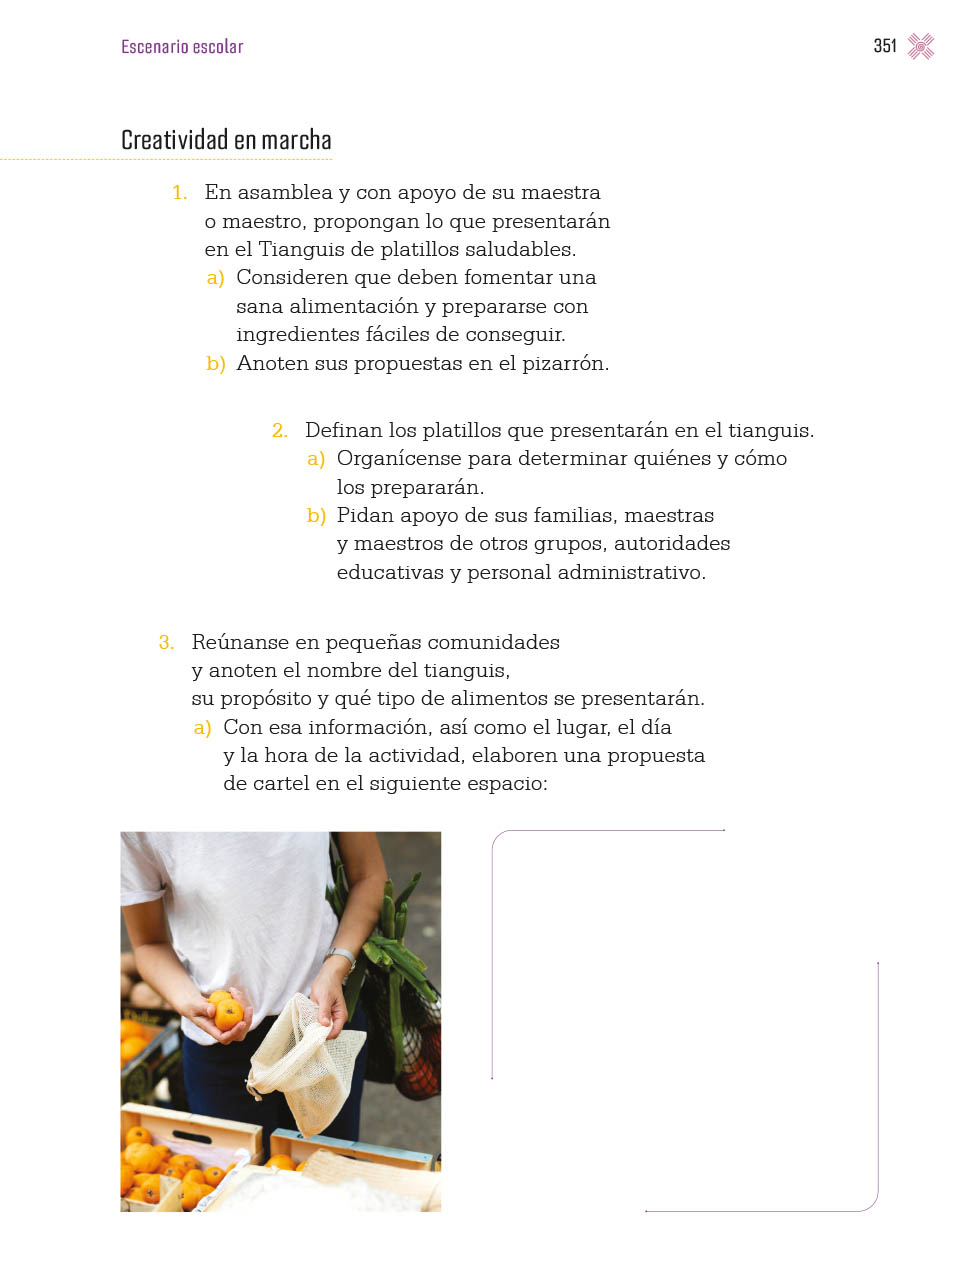 Escenario escolar
351
Creatividad en marcha
1. En asamblea y con apoyo de su maestra
o maestro, propongan lo que presentarán
en el Tianguis de platillos saludables.
a) Consideren que deben fomentar una
sana alimentación y prepararse con
ingredientes fáciles de conseguir.
b) Anoten sus propuestas en el pizarrón.
2. Definan los platillos que presentarán en el tianguis.
a) Organícense para determinar quiénes y cómo
los prepararán.
b) Pidan apoyo de sus familias, maestras
y maestros de otros grupos, autoridades
educativas y personal administrativo.
3. Reúnanse en pequeñas comunidades
y anoten el nombre del tianguis,
su propósito y qué tipo de alimentos se presentarán.
a) Con esa información, así como el lugar, el día
y la hora de la actividad, elaboren una propuesta
de cartel en el siguiente espacio: